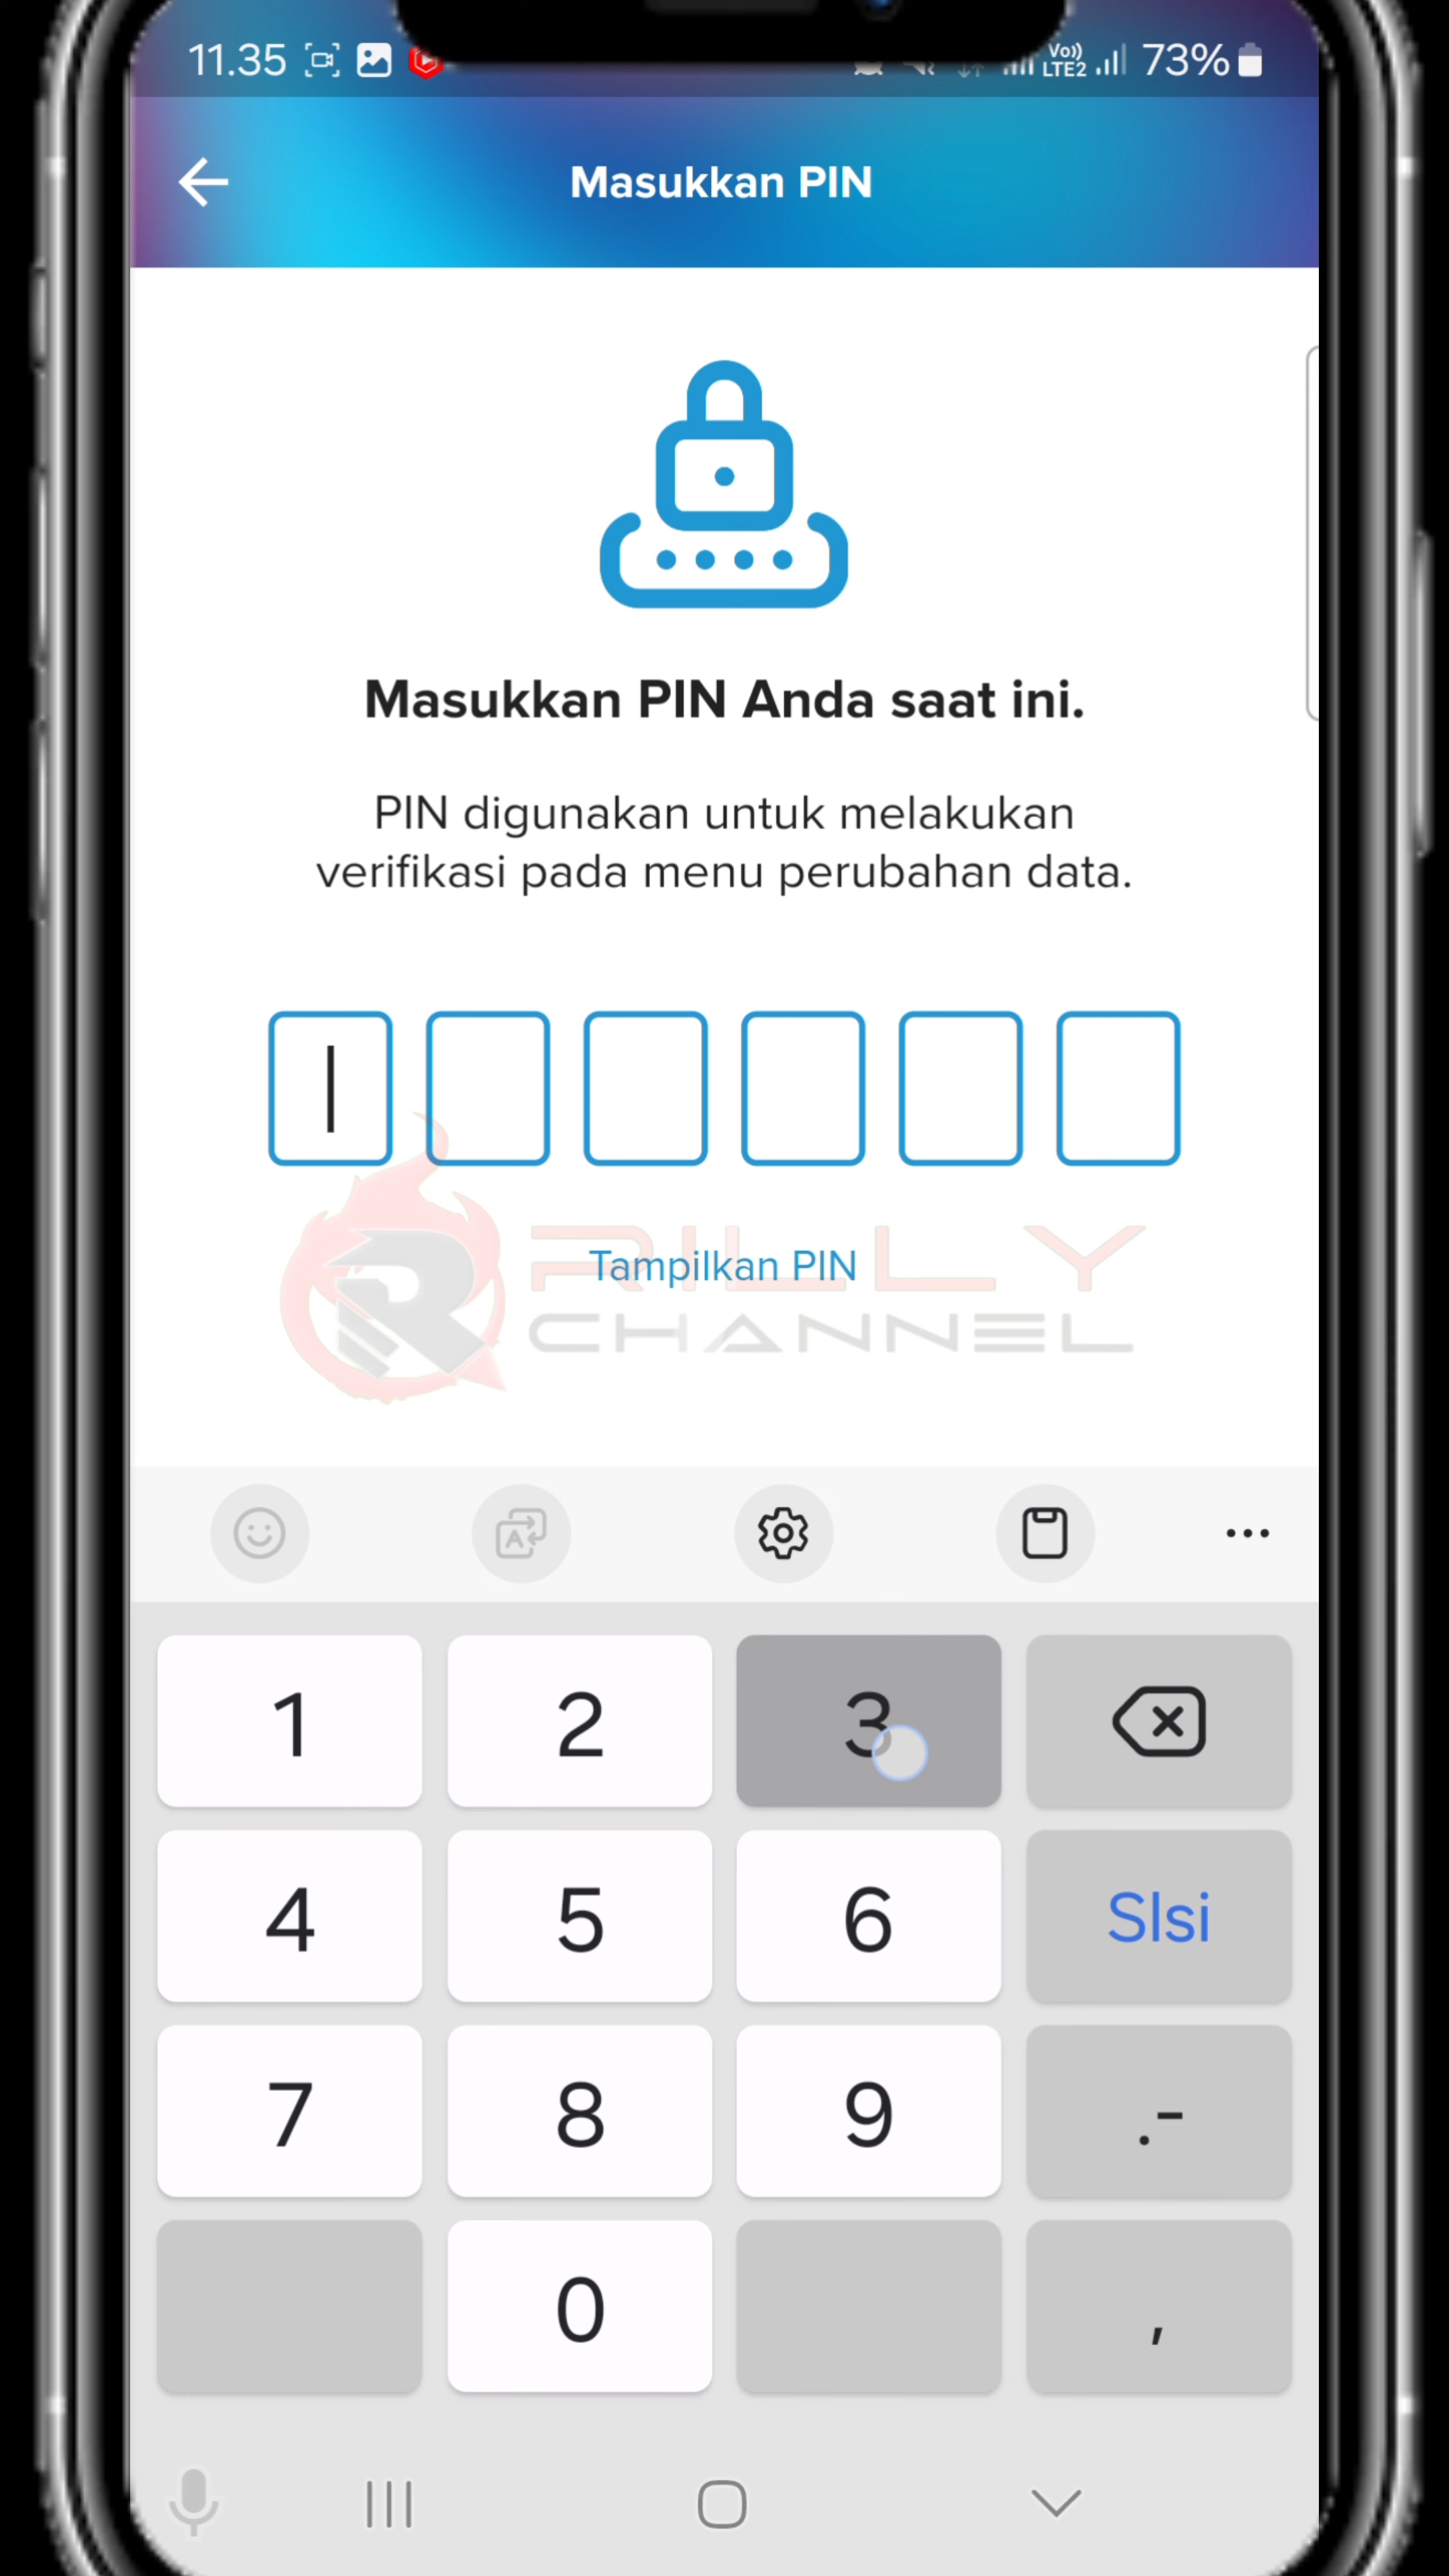 11.35
Vo))
LTE2
73%
Masukkan PIN
Masukkan PIN Anda saat ini.
PIN digunakan untuk melakukan
verifikasi pada menu perubahan data.
RILLY
Tampilkan PIN
CHANNEL
1 2 3
4 5 6 Slsi
7 8 9 .-
0 ,